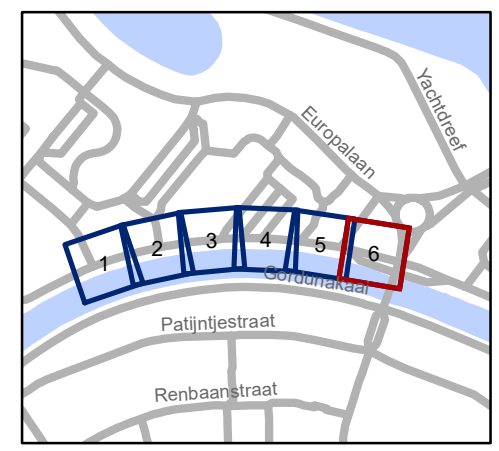 Yachtdreef
Europalaan
1
2
3
4
5
6
Gordunakaai
Patijntjestraat
Renbaanstraat